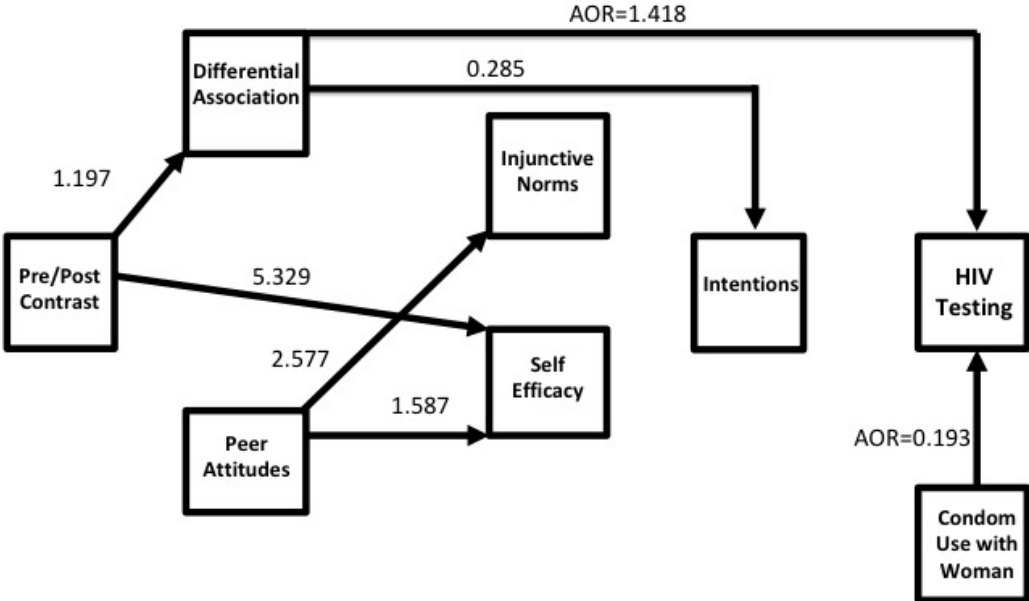 AOR=1.418
Differential
Association
0.285
Injunctive
Norms
1.197
Pre/Post
Contrast
5.329
Intentions
HIV
Testing
2.577
Self
Efficacy
1.587
Peer
Attitudes
AOR=0.193
Condom
Use with
Woman